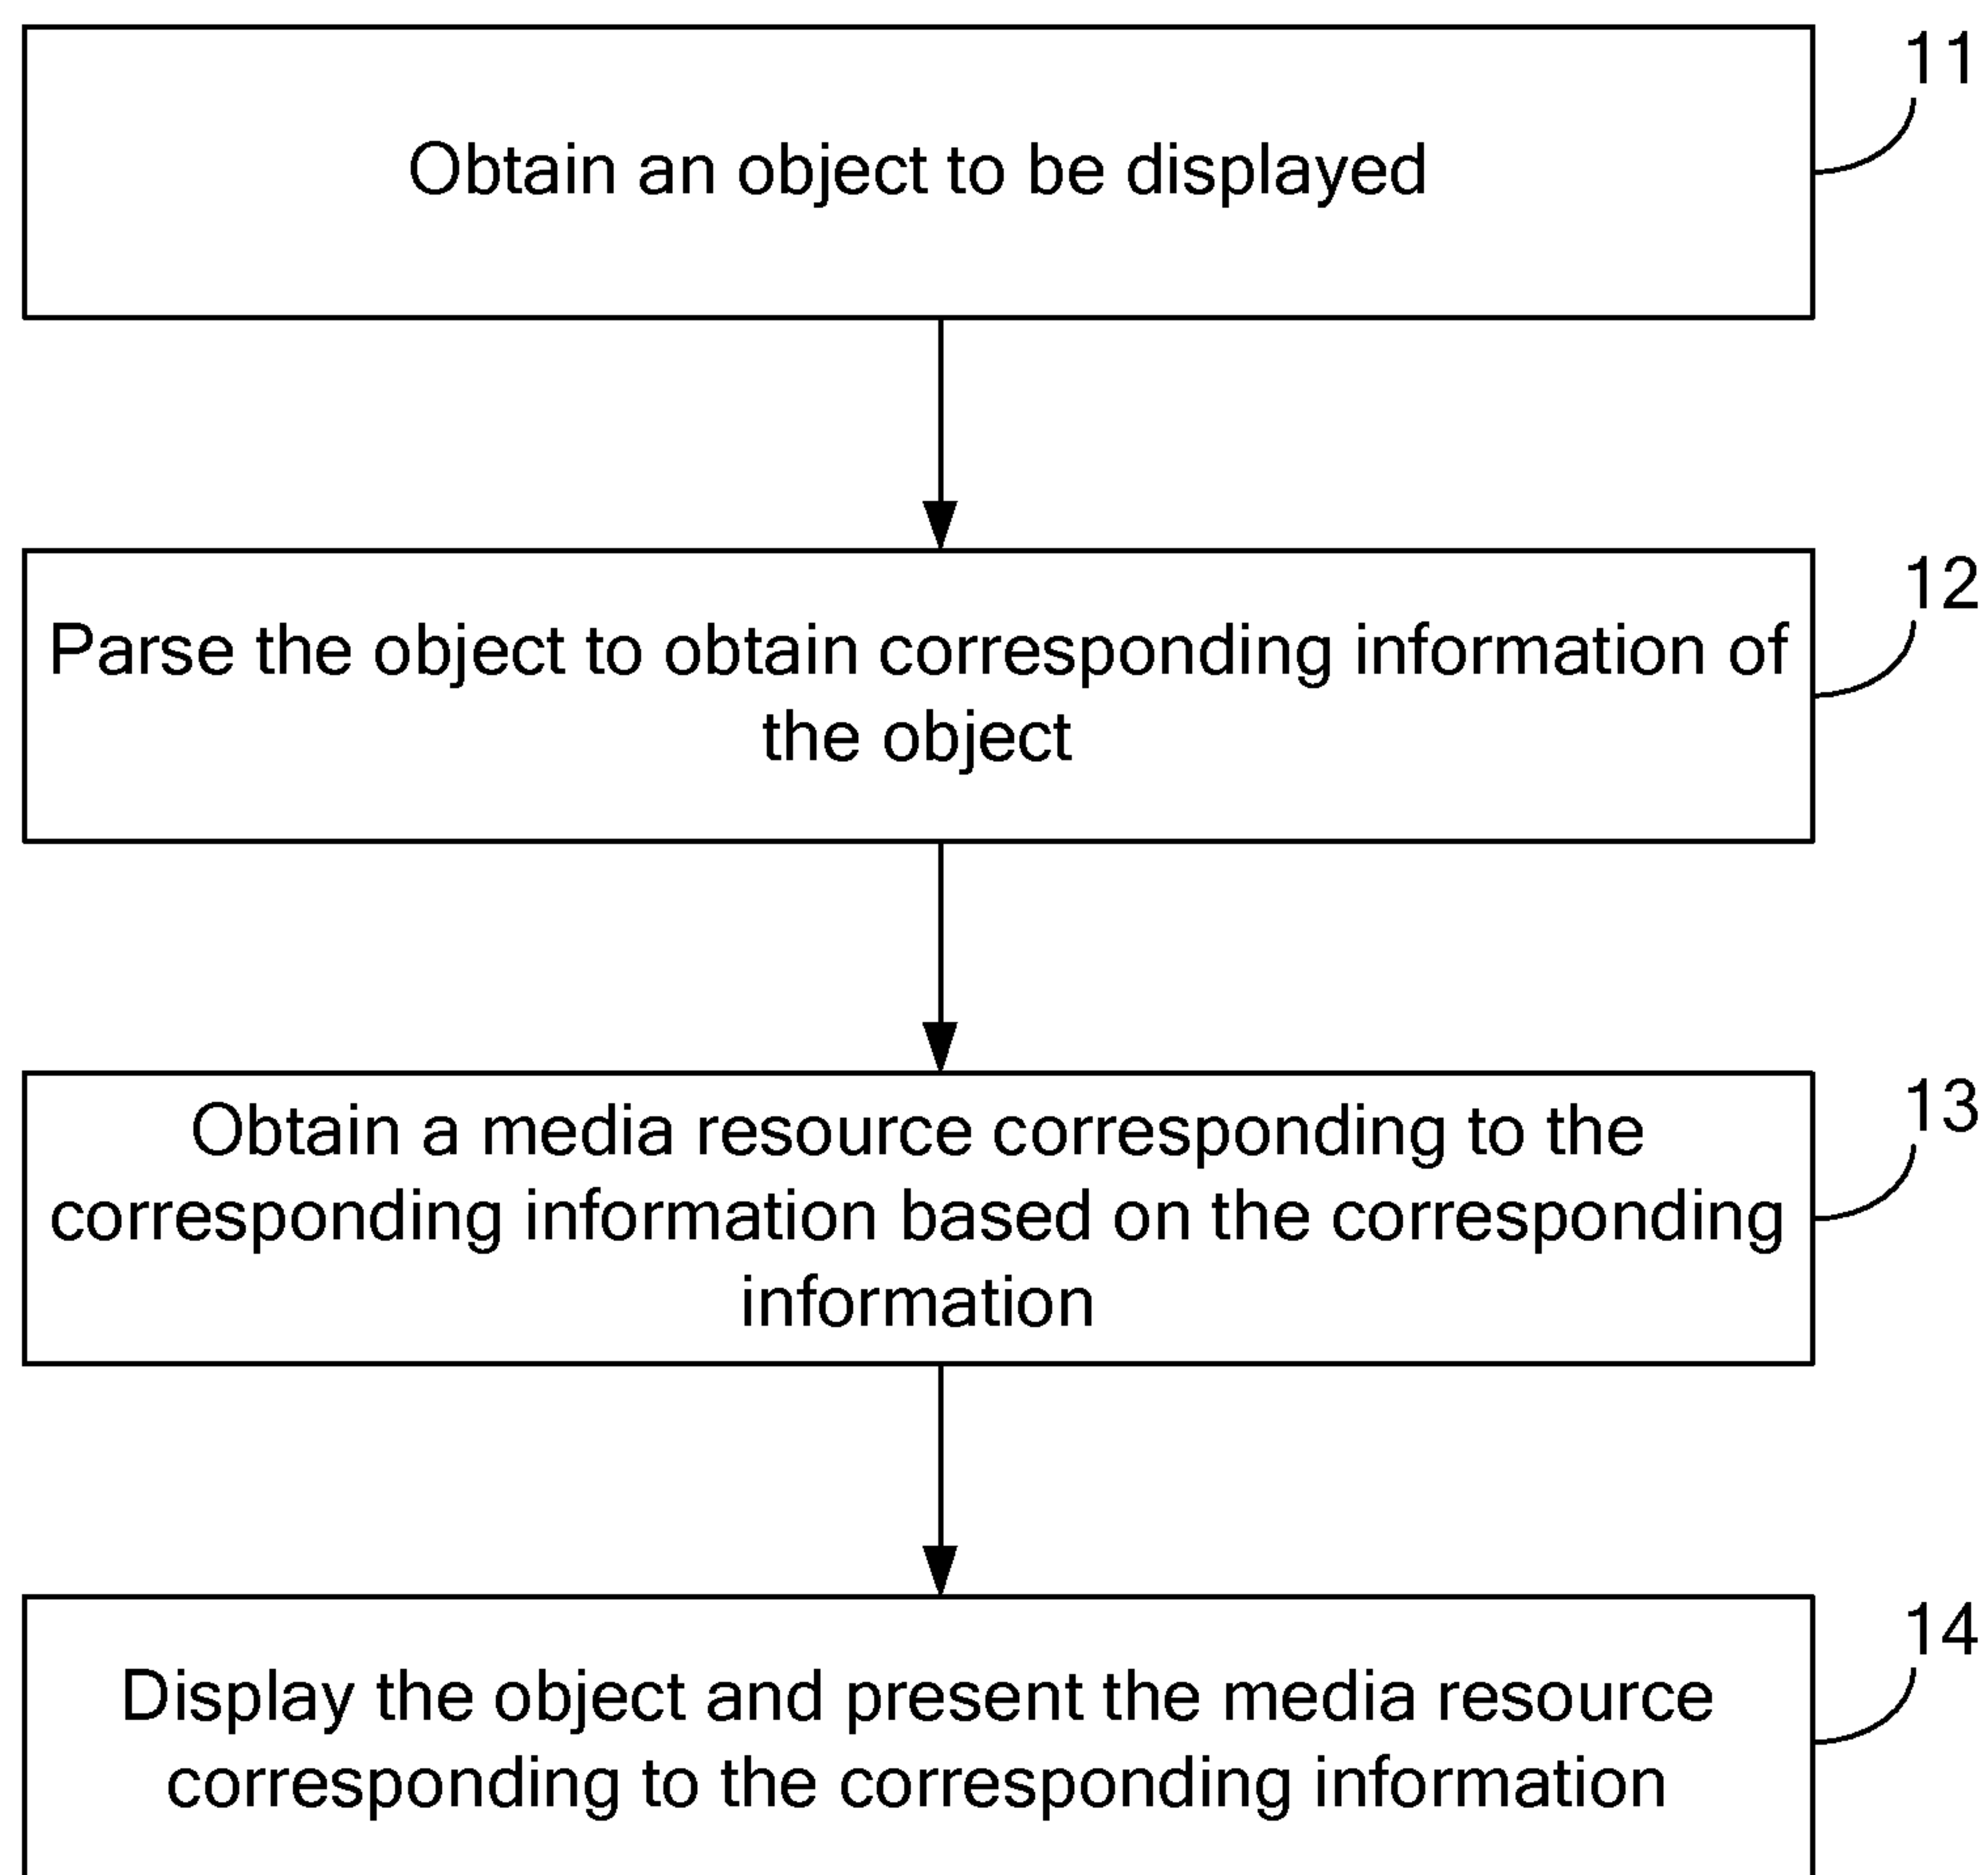 11
Obtain an object to be displayed
12
Parse the object to obtain corresponding information of
the object
13
Obtain a media resource corresponding to the
corresponding information based on the corresponding
information
14
Display the object and present the media resource
corresponding to the corresponding information